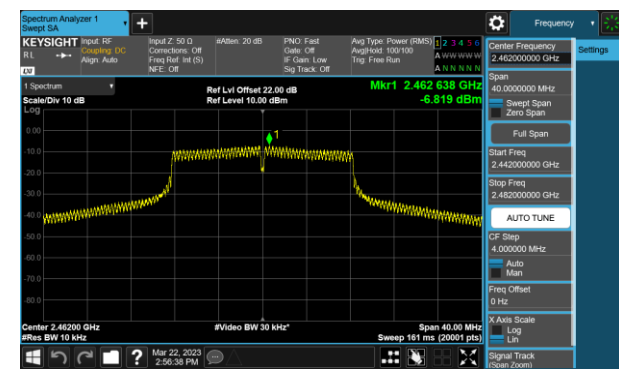 Spectrum Analyzer 1
Swept SA
Frequency
KEYSIGHT
RL
LW
Input: RF
Coupling: DC
Align: Auto
Input Z: 50 Ω
Corrections: Off
Freq Ref: Int (S)
NFE: Off
#Atten: 20 dB
PNO: Fast
Gate: Off
IF Gain: Low
Sig Track: Off
Avg Type: Power (RMS)
Avg|Hold: 100/100
Trig: Free Run
1 2 3 4 5 6
A W W W W W
A N N N N N
Settings
1 Spectrum
Scale/Div 10 dB
Log
Ref Lvl Offset 22.00 dB
Ref Level 10.00 dBm
Mkr1 2.462 638 GHz
-6.819 dBm
1
0.00
-10.0
-20.0
-30.0
-40.0
-50.0
-60.0
-70.0
-80.0
Center 2.46200 GHz
#Res BW 10 kHz
#Video BW 30 kHz*
Span 40.00 MHz
Sweep 161 ms (20001 pts)
Center Frequency
2.462000000 GHz
Span
40.0000000 MHz
Swept Span
Zero Span
Full Span
Start Freq
2.442000000 GHz
Stop Freq
2.482000000 GHz
AUTO TUNE
CF Step
4.000000 MHz
Auto
Man
Freq Offset
0 Hz
X Axis Scale
Log
Lin
Signal Track
(Span Zoom)
Mar 22, 2023
2:56:38 PM